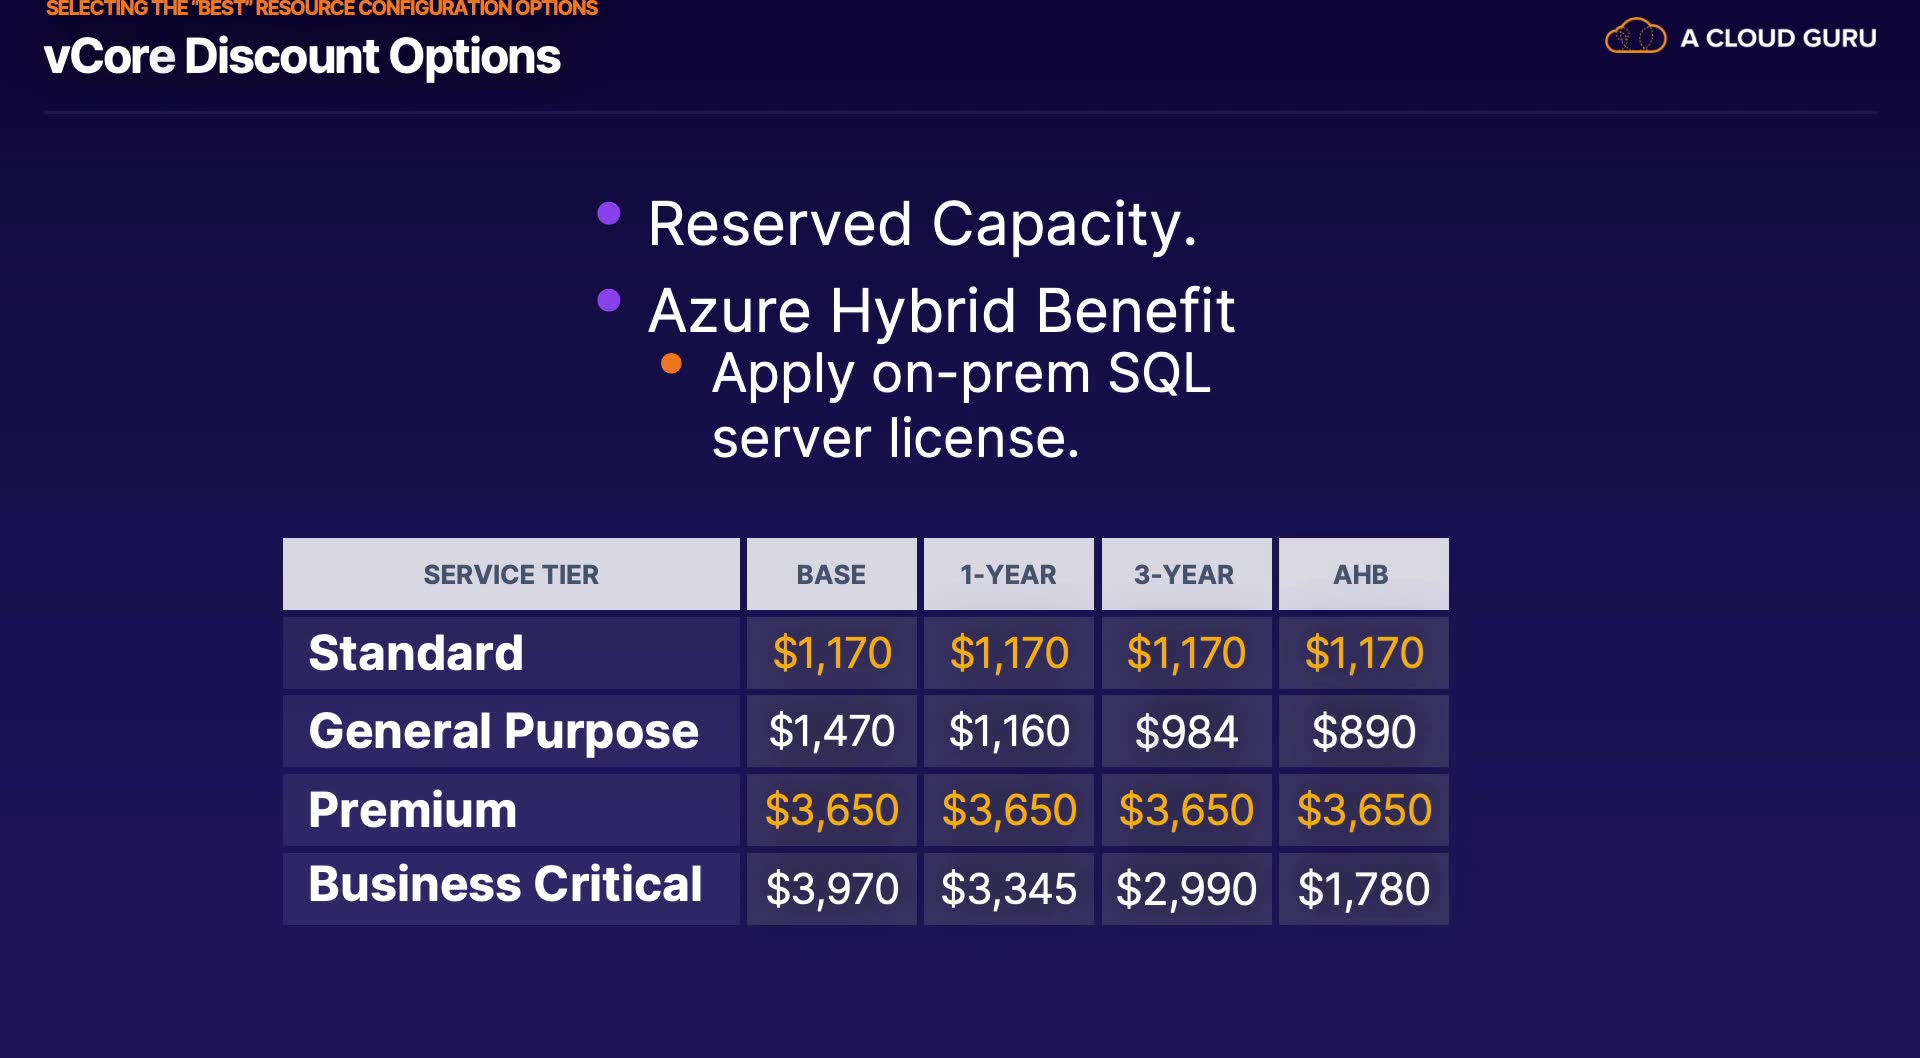 SELECTING THE “BEST” RESOURCE CONFIGURATION OPTIONS
vCore Discount Options
A CLOUD GURU
Reserved Capacity.
Azure Hybrid Benefit
Apply on-prem SQL
server license.
SERVICE TIER BASE 1-YEAR 3-YEAR AHB
Standard $1,170 $1,170 $1,170 $1,170
General Purpose $1,470 $1,160 $984 $890
Premium $3,650 $3,650 $3,650 $3,650
Business Critical $3,970 $3,345 $2,990 $1,780